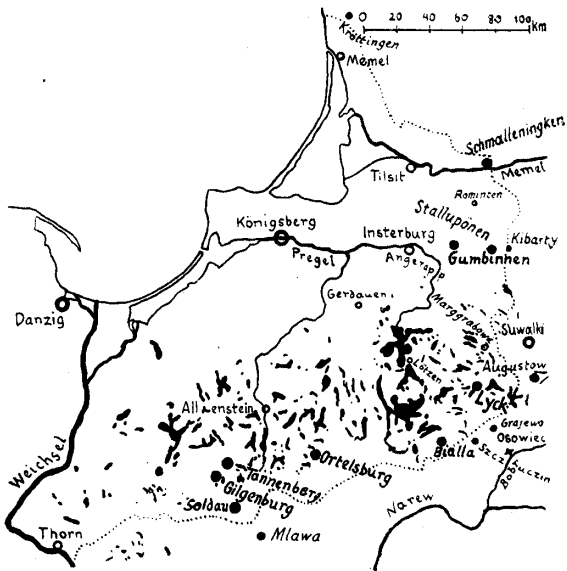 0 20 40 60 80 100 km
Krottingen
Memel
Schmalleningken
Memel
Tilsit
Rominten
Stallupönen
Königsberg
Insterburg
Kibarty
Pregel
Angerapp
Gumbinnen
Gerdauen
Marggrabowa
Danzig
Suwalki
Lötzen
Augustow
Lyck
Allenstein
Grajewo
Osowiec
Bialla
Szczuczin
Bobr
Weichsel
Ortelsburg
Tannenberg
Gilgenburg
Soldau
Narew
Thorn
Mlawa